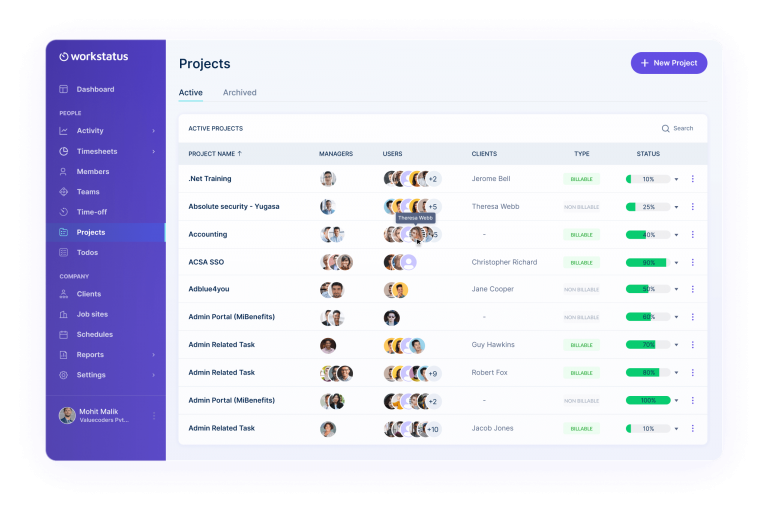 workstatus
Dashboard
PEOPLE
Activity
Timesheets
Members
Teams
Time-off
Projects
Todos
COMPANY
Clients
Job sites
Schedules
Reports
Settings
Mohit Malik
Valuecoders Pvt...
Projects
+ New Project
Active Archived
ACTIVE PROJECTS Search
PROJECT NAME ↑ MANAGERS USERS CLIENTS TYPE STATUS
.Net Training +2 Jerome Bell BILLABLE 10%
Absolute security - Yugasa +5 Theresa Webb NON BILLABLE 25%
Theresa Webb
Accounting +5 - BILLABLE 40%
ACSA SSO Christopher Richard BILLABLE 90%
Adblue4you Jane Cooper NON BILLABLE 50%
Admin Portal (MiBenefits) - NON BILLABLE 60%
Admin Related Task Guy Hawkins BILLABLE 70%
Admin Related Task +9 Robert Fox BILLABLE 80%
Admin Portal (MiBenefits) +2 - NON BILLABLE 100%
Admin Related Task +10 Jacob Jones BILLABLE 10%